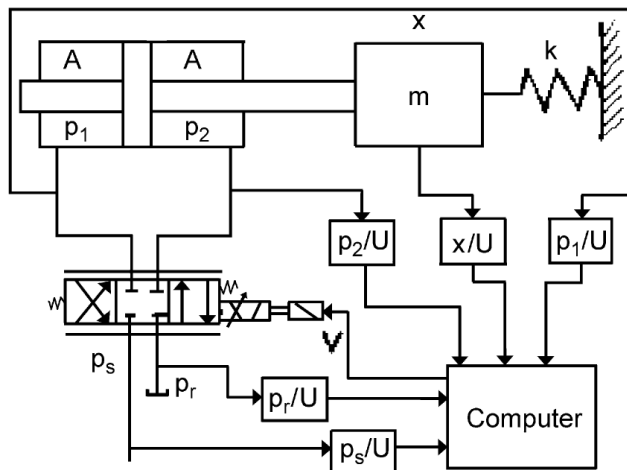 x
k
A A
m
p1 p2
p2/U
x/U
p1/U
V
ps
pr
pr/U
Computer
ps/U